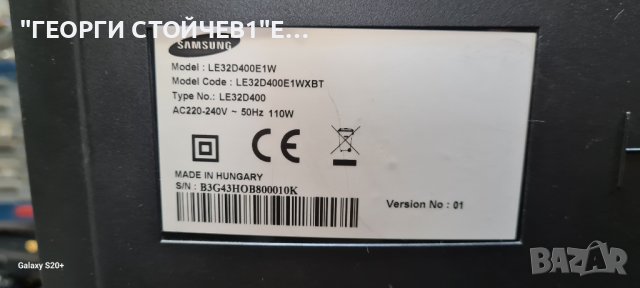 "ГЕОРГИ СТОЙЧЕВ1"Е...
SAMSUNG
Model : LE32D400E1W
Model Code : LE32D400E1WXBT
Type No.: LE32D400
AC220-240V ~ 50Hz 110W
CE
MADE IN HUNGARY
S/N : B3G43HOB800010K
Version No : 01
Galaxy S20+
BAZAR